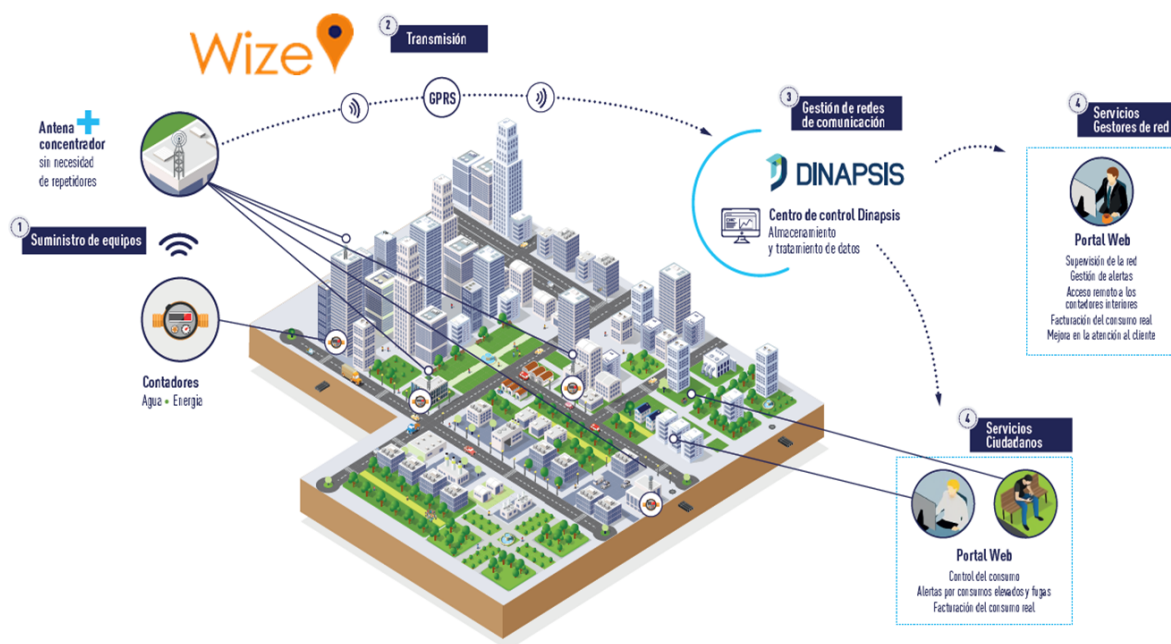 Wize
2
Transmisión
GPRS
Antena +
concentrador
sin necesidad
de repetidores
1
Suministro de equipos
Contadores
Agua • Energia
3
Gestión de redes
de comunicación
DINAPSIS
Centro de control Dinapsis
Almaceramiento
y tratamiento de datos
4
Servicios
Gestores de red
Portal Web
Supervisión de la red
Gestión de alertas
Acceso remoto a los
contadores interiores
Facturación del consumo real
Mejora en la atención al cliente
4
Servicios
Ciudadanos
Portal Web
Control del consumo
Alertas por consumos elevados y fugas
Facturación del consumo real